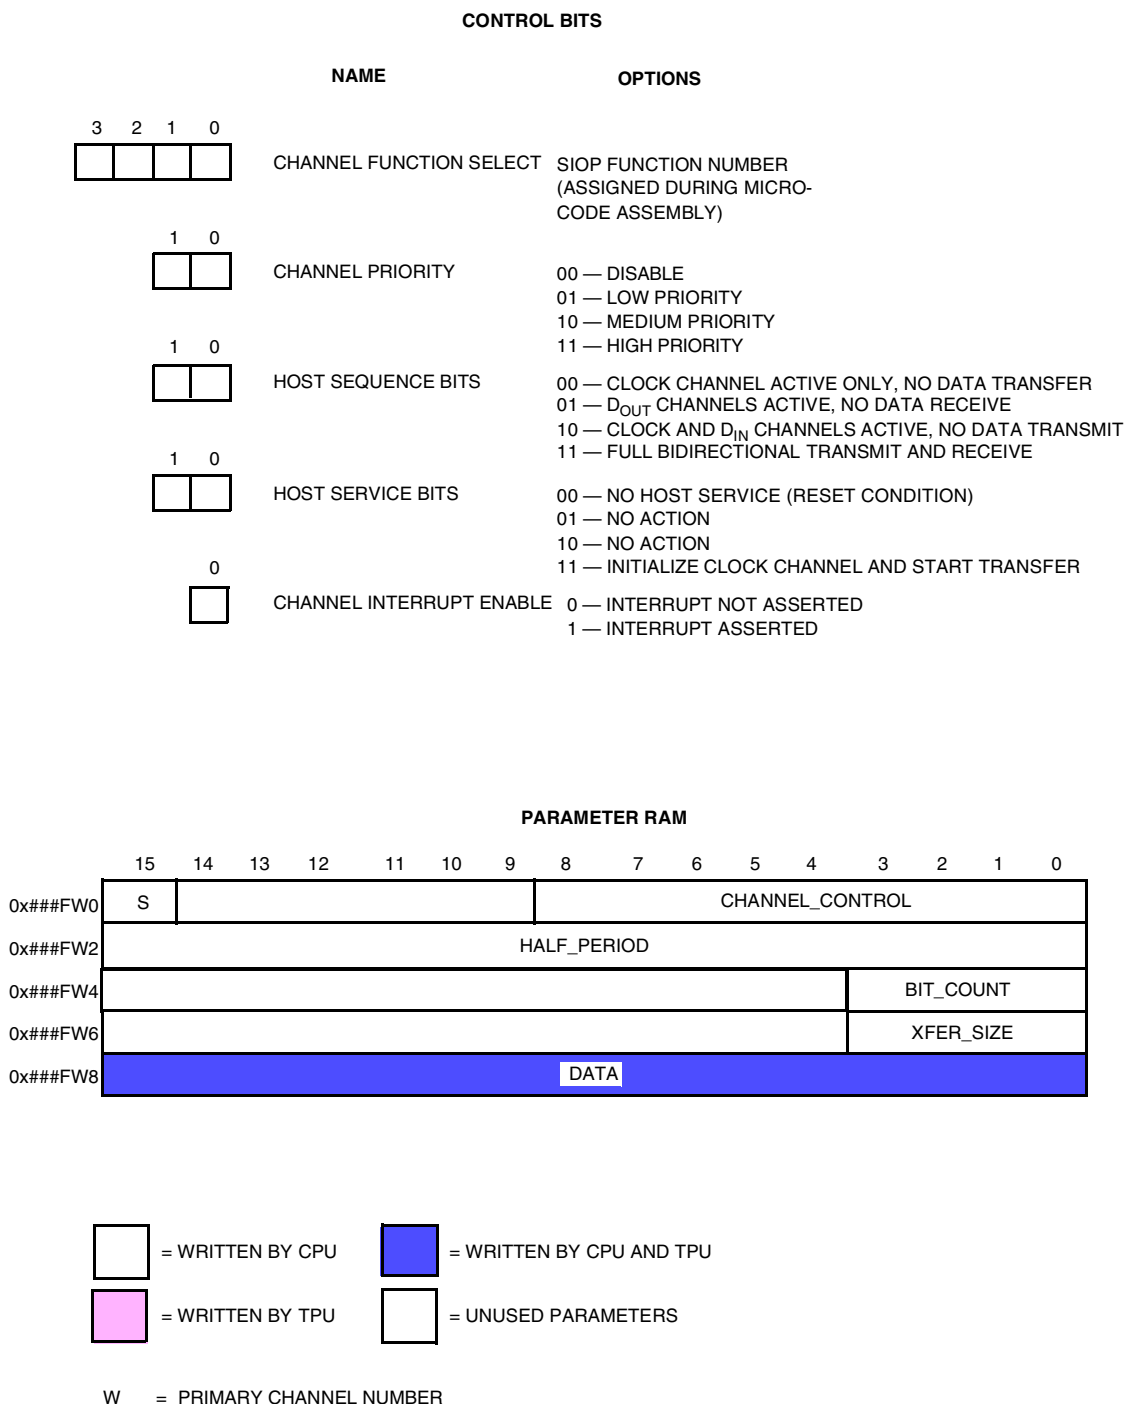 CONTROL BITS
NAME OPTIONS
3 2 1 0
CHANNEL FUNCTION SELECT SIOP FUNCTION NUMBER
(ASSIGNED DURING MICRO-
CODE ASSEMBLY)
1 0
CHANNEL PRIORITY 00 — DISABLE
01 — LOW PRIORITY
10 — MEDIUM PRIORITY
1 0 11 — HIGH PRIORITY
HOST SEQUENCE BITS 00 — CLOCK CHANNEL ACTIVE ONLY, NO DATA TRANSFER
01 — DOUT CHANNELS ACTIVE, NO DATA RECEIVE
10 — CLOCK AND DIN CHANNELS ACTIVE, NO DATA TRANSMIT
1 0 11 — FULL BIDIRECTIONAL TRANSMIT AND RECEIVE
HOST SERVICE BITS 00 — NO HOST SERVICE (RESET CONDITION)
01 — NO ACTION
10 — NO ACTION
0 11 — INITIALIZE CLOCK CHANNEL AND START TRANSFER
CHANNEL INTERRUPT ENABLE 0 — INTERRUPT NOT ASSERTED
1 — INTERRUPT ASSERTED
PARAMETER RAM
15 14 13 12 11 10 9 8 7 6 5 4 3 2 1 0
0x###FW0 S CHANNEL_CONTROL
0x###FW2 HALF_PERIOD
0x###FW4 BIT_COUNT
0x###FW6 XFER_SIZE
0x###FW8 DATA
= WRITTEN BY CPU = WRITTEN BY CPU AND TPU
= WRITTEN BY TPU = UNUSED PARAMETERS
W = PRIMARY CHANNEL NUMBER